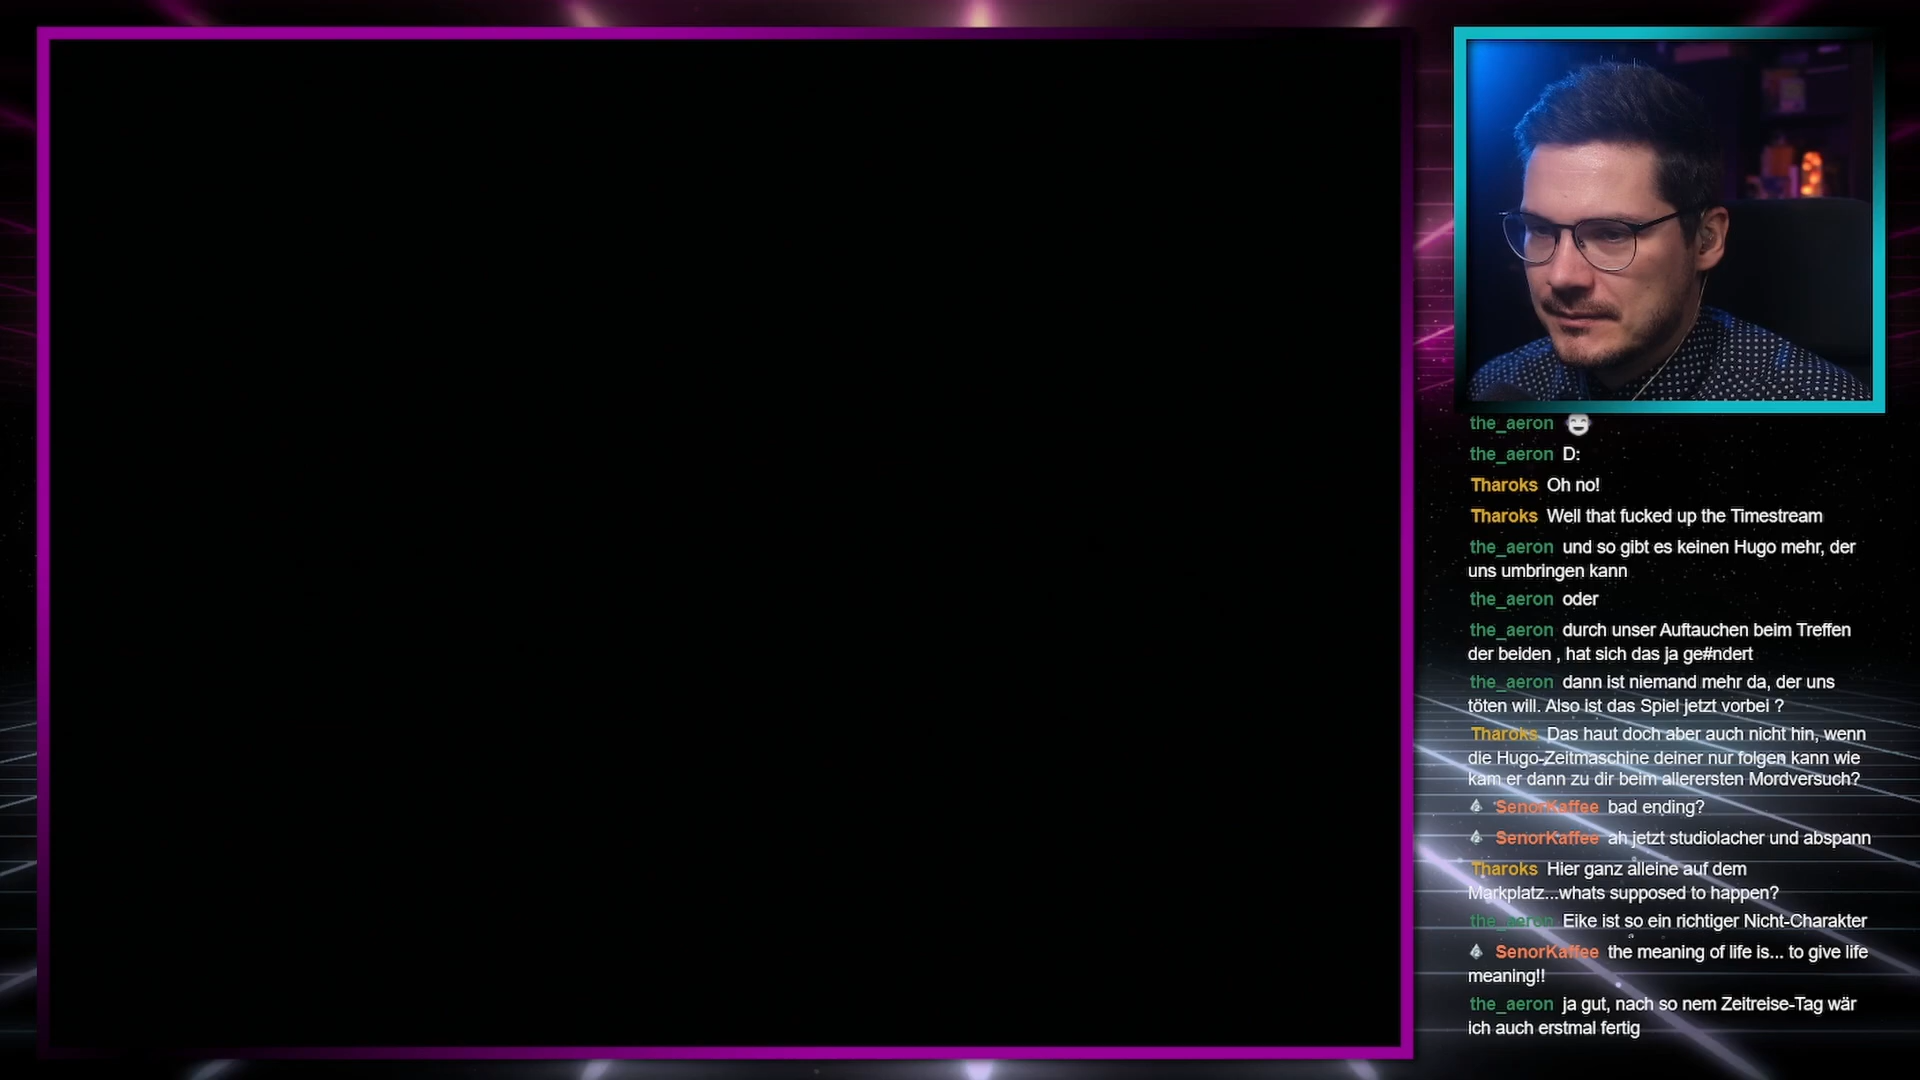 the_aeron
the_aeron D:
Tharoks Oh no!
Tharoks Well that fucked up the Timestream
the_aeron und so gibt es keinen Hugo mehr, der
uns umbringen kann
the_aeron oder
the_aeron durch unser Auftauchen beim Treffen
der beiden , hat sich das ja ge#ndert
the_aeron dann ist niemand mehr da, der uns
töten will. Also ist das Spiel jetzt vorbei ?
Tharoks Das haut doch aber auch nicht hin, wenn
die Hugo-Zeitmaschine deiner nur folgen kann wie
kam er dann zu dir beim allerersten Mordversuch?
SenorKaffee bad ending?
SenorKaffee ah jetzt studiolacher und abspann
Tharoks Hier ganz alleine auf dem
Markplatz...whats supposed to happen?
the_aeron Eike ist so ein richtiger Nicht-Charakter
SenorKaffee the meaning of life is... to give life
meaning!!
the_aeron ja gut, nach so nem Zeitreise-Tag wär
ich auch erstmal fertig